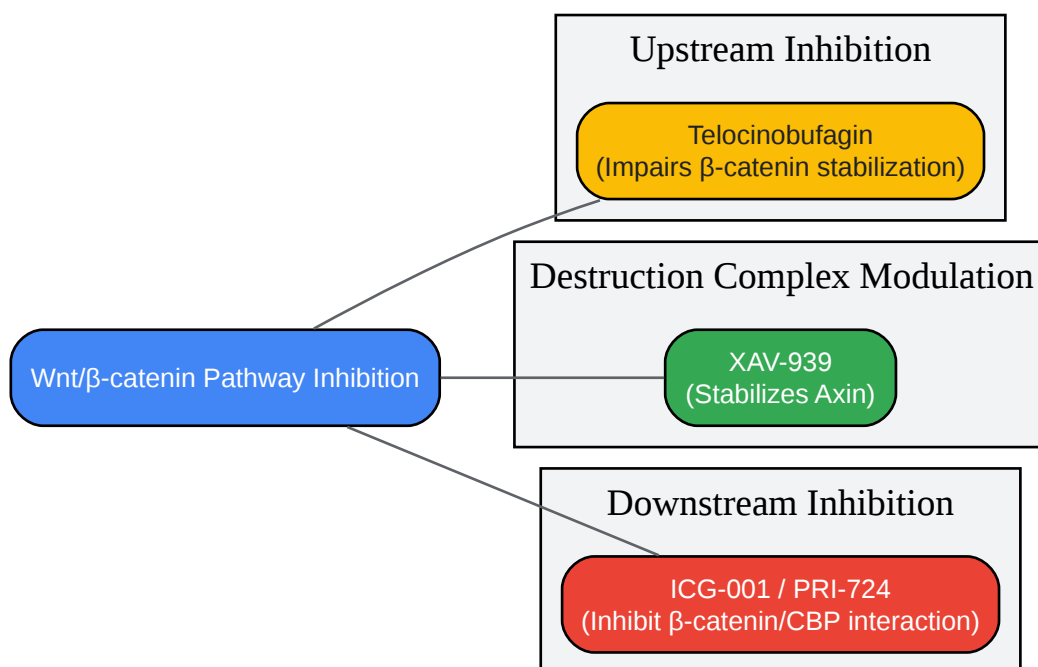 Upstream Inhibition
Telocinobufagin
(Impairs β-catenin stabilization)
Destruction Complex Modulation
Wnt/β-catenin Pathway Inhibition
XAV-939
(Stabilizes Axin)
Downstream Inhibition
ICG-001 / PRI-724
(Inhibit β-catenin/CBP interaction)